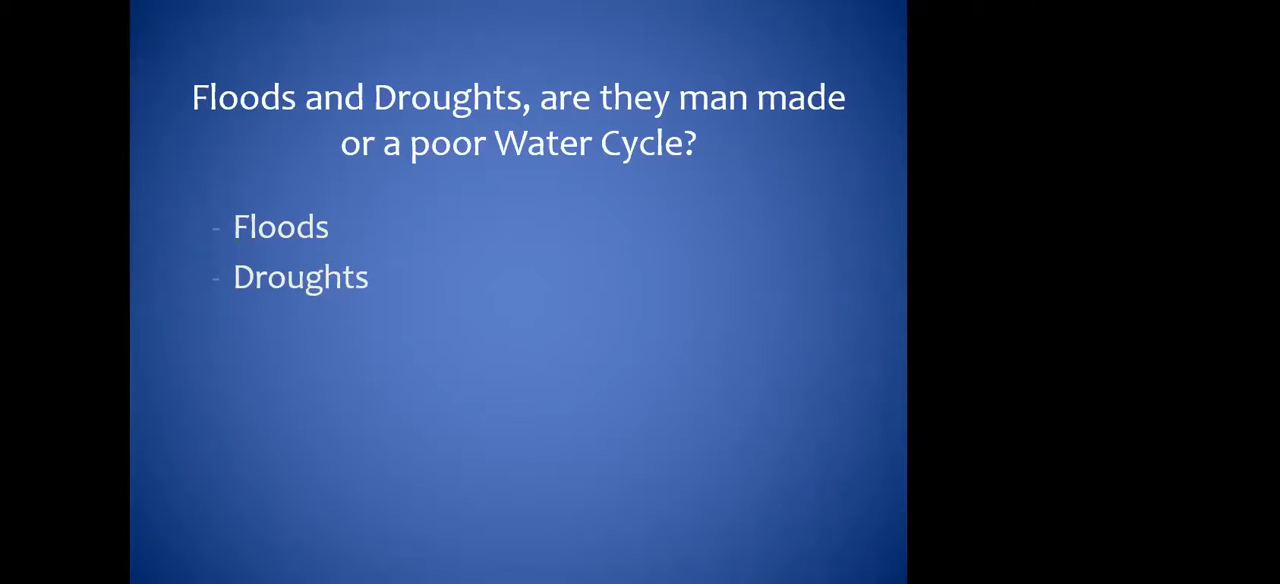 Floods and Droughts, are they man made
or a poor Water Cycle?
- Floods
- Droughts